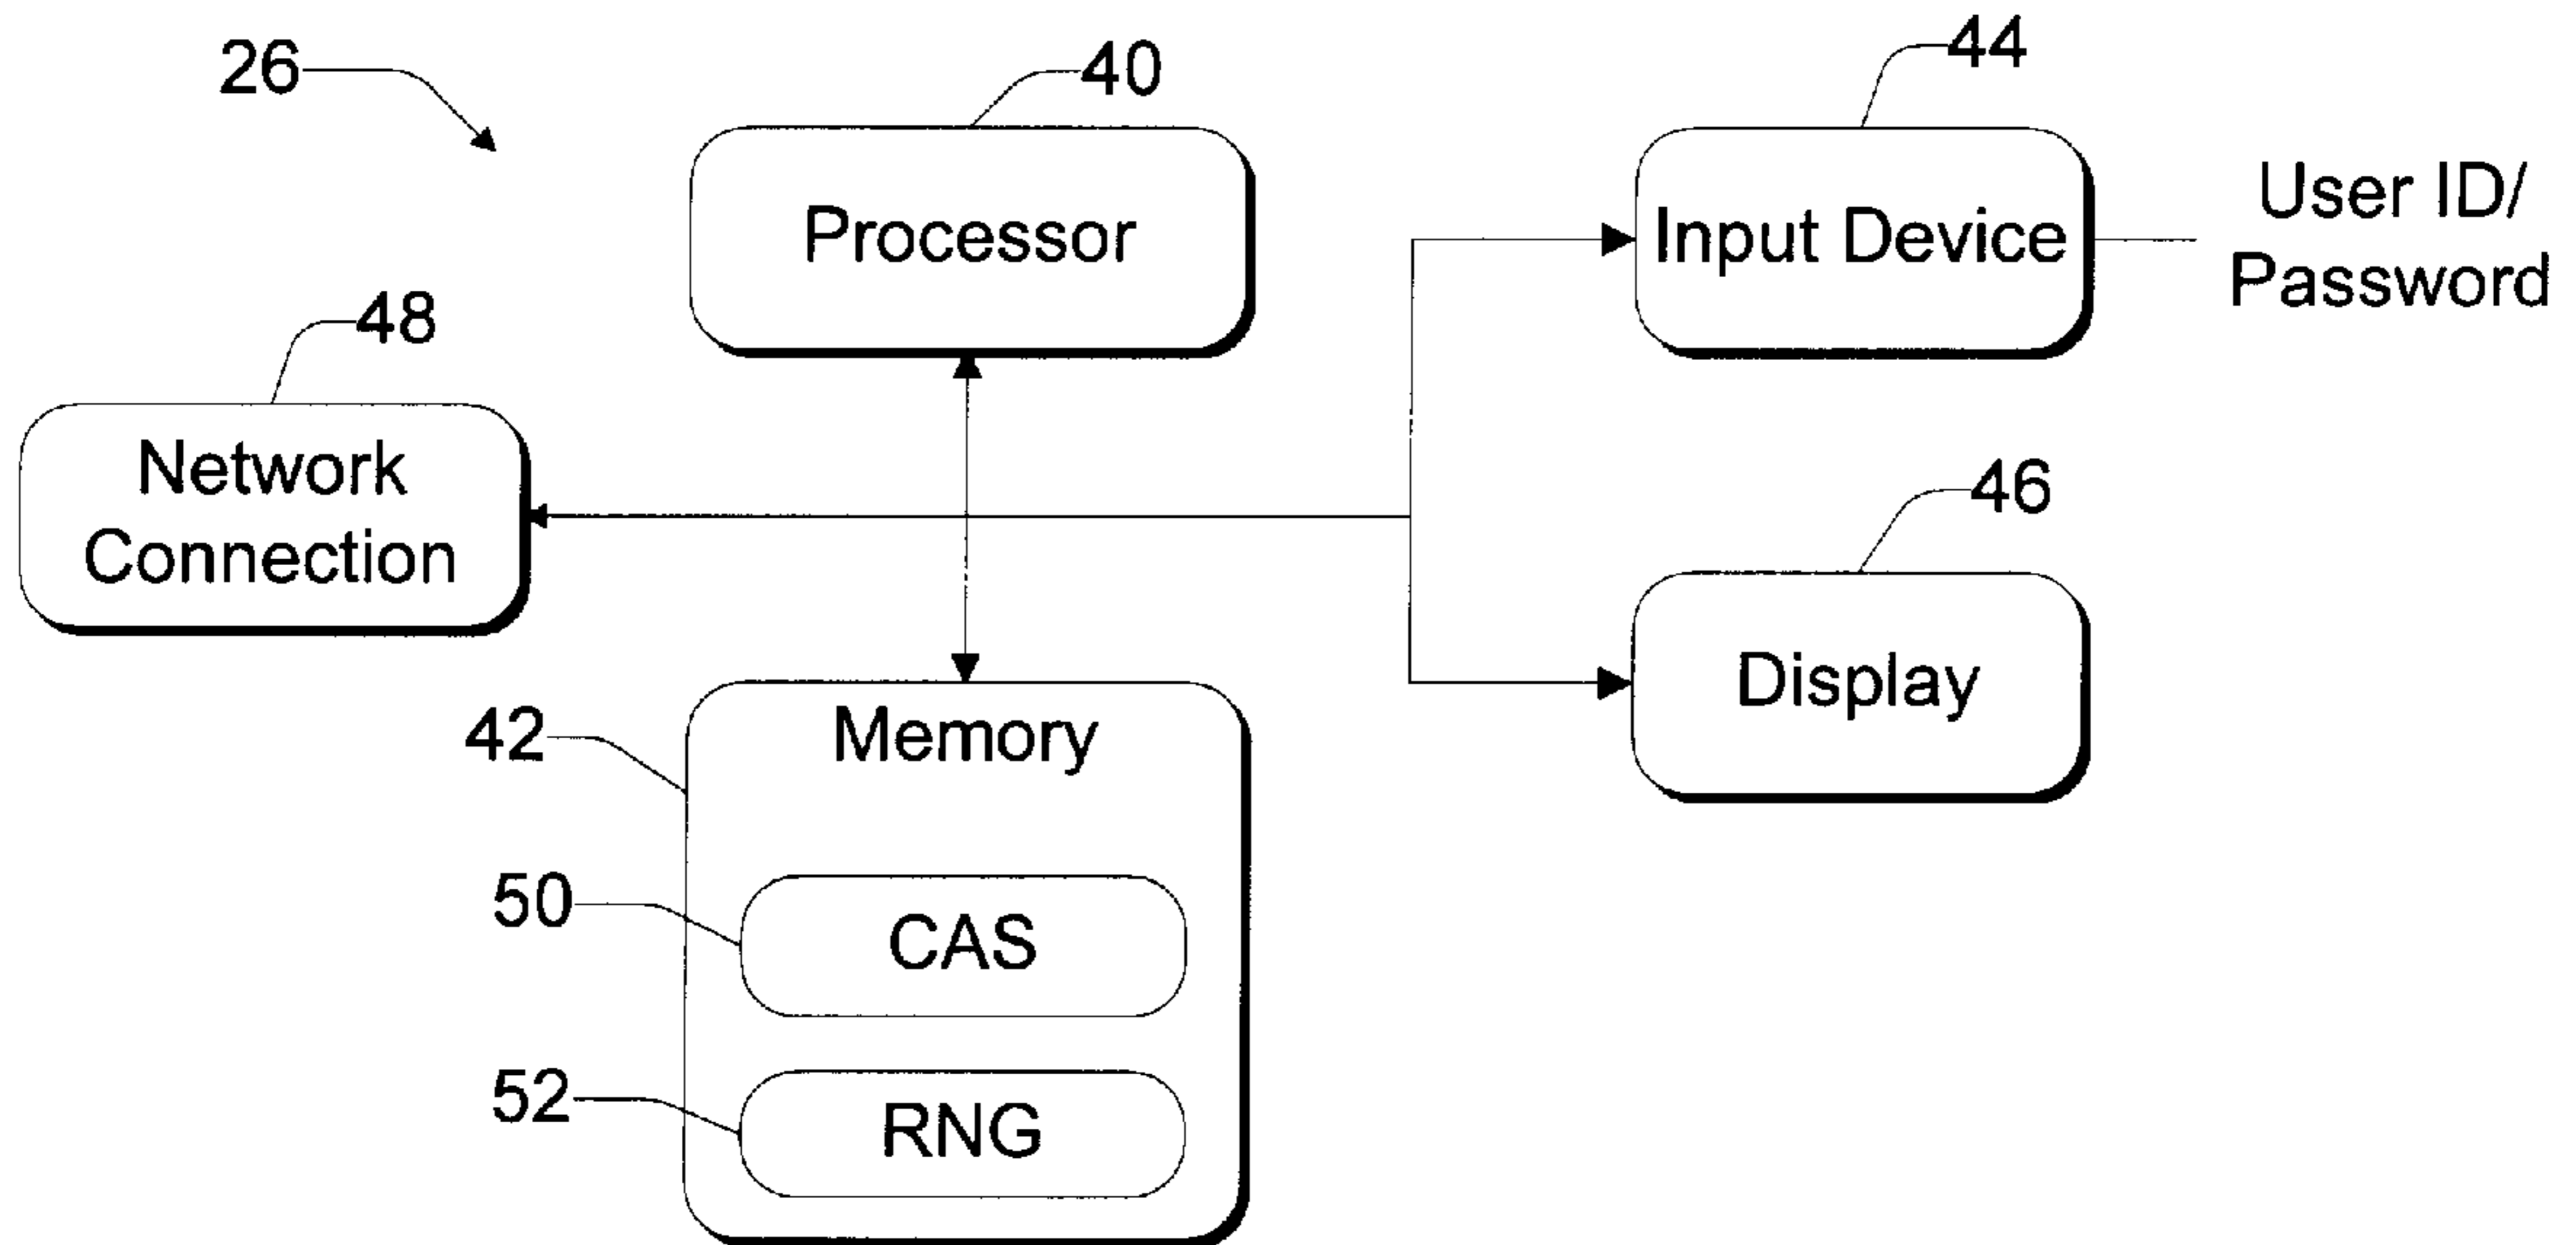 26
40
44
Processor
Input Device
User ID/
Password
48
Network
Connection
46
Display
42
Memory
50
CAS
52
RNG